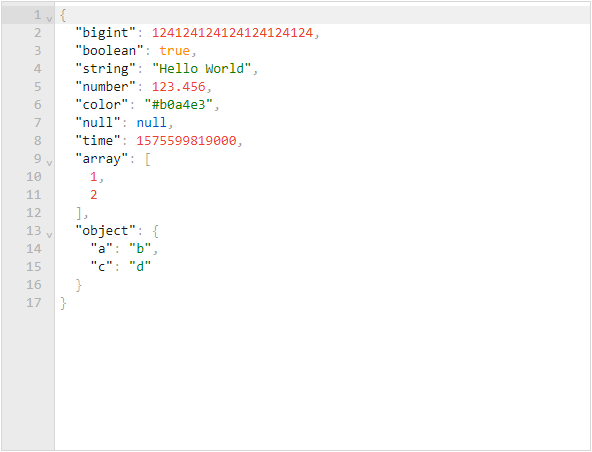 1 {
2 "bigint": 124124124124124124124,
3 "boolean": true,
4 "string": "Hello World",
5 "number": 123.456,
6 "color": "#b0a4e3",
7 "null": null,
8 "time": 1575599819000,
9 "array": [
10 1,
11 2
12 ],
13 "object": {
14 "a": "b",
15 "c": "d"
16 }
17 }